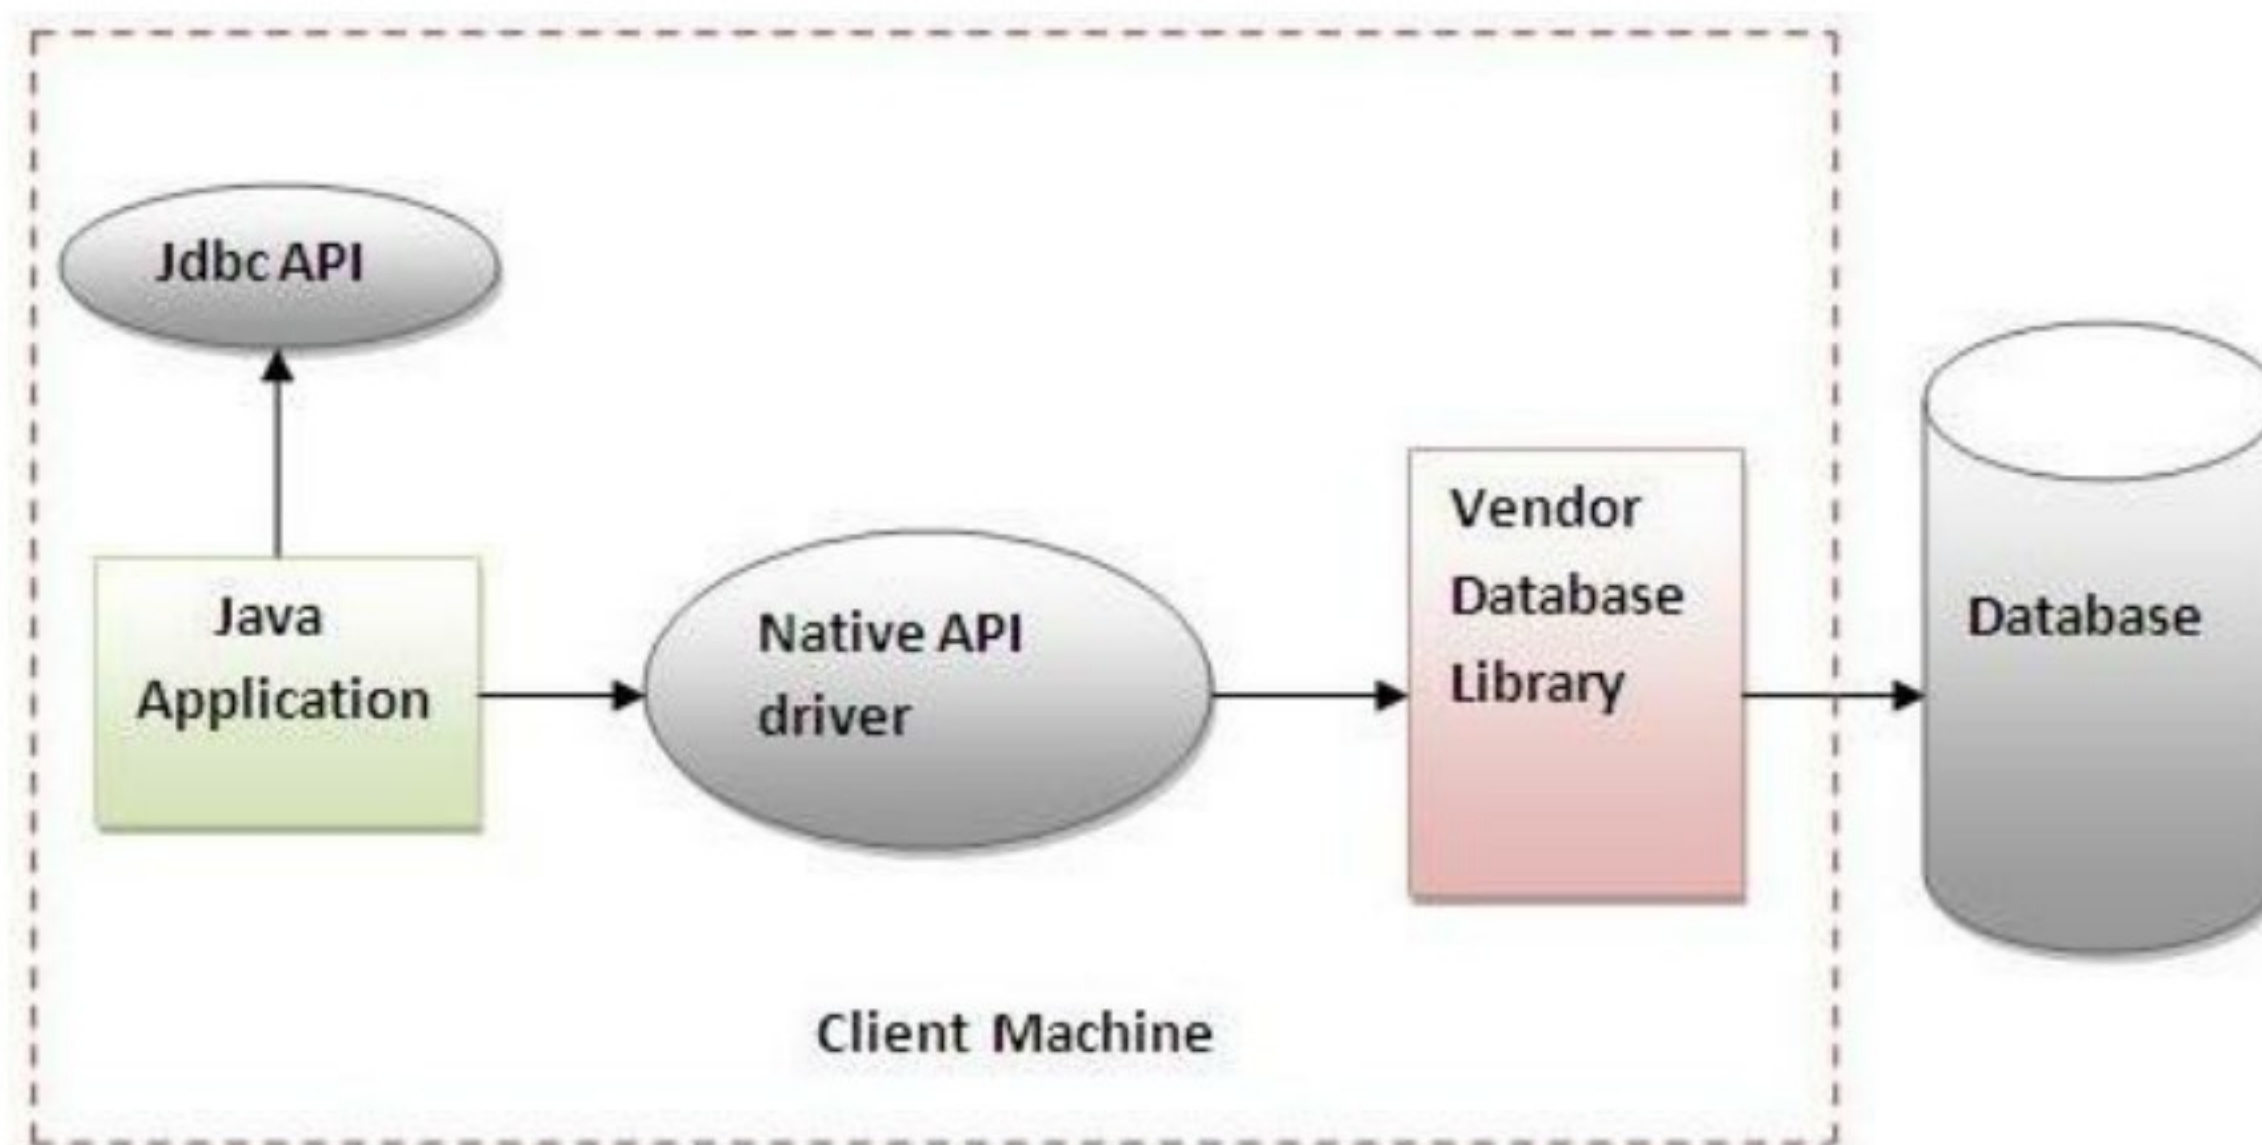 Jdbc API
Java
Application
Native API
driver
Vendor
Database
Library
Database
Client Machine